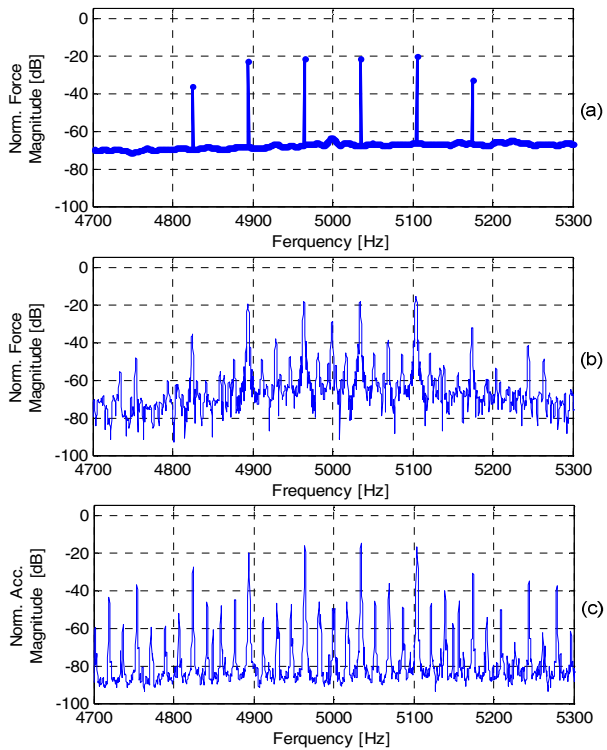 0
-20
-40
-60
-80
-100
Norm. Force
Magnitude [dB]
(a)
4700 4800 4900 5000 5100 5200 5300
Ferquency [Hz]
0
-20
-40
-60
-80
-100
Norm. Force
Magnitude [dB]
(b)
4700 4800 4900 5000 5100 5200 5300
Frequency [Hz]
0
-20
-40
-60
-80
-100
Norm. Acc.
Magnitude [dB]
(c)
4700 4800 4900 5000 5100 5200 5300
Ferquency [Hz]